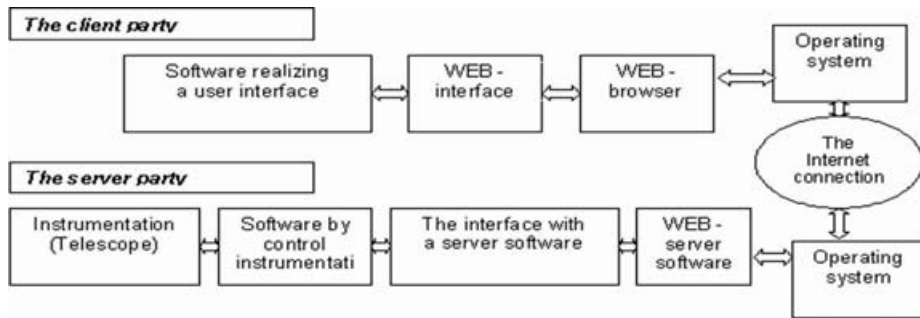 The client party
Software realizing
a user interface
WEB -
interface
WEB -
browser
Operating
system
The
Internet
connection
The server party
Instrumentation
(Telescope)
Software by
control
instrumentati
The interface with
a server software
WEB -
server
software
Operating
system